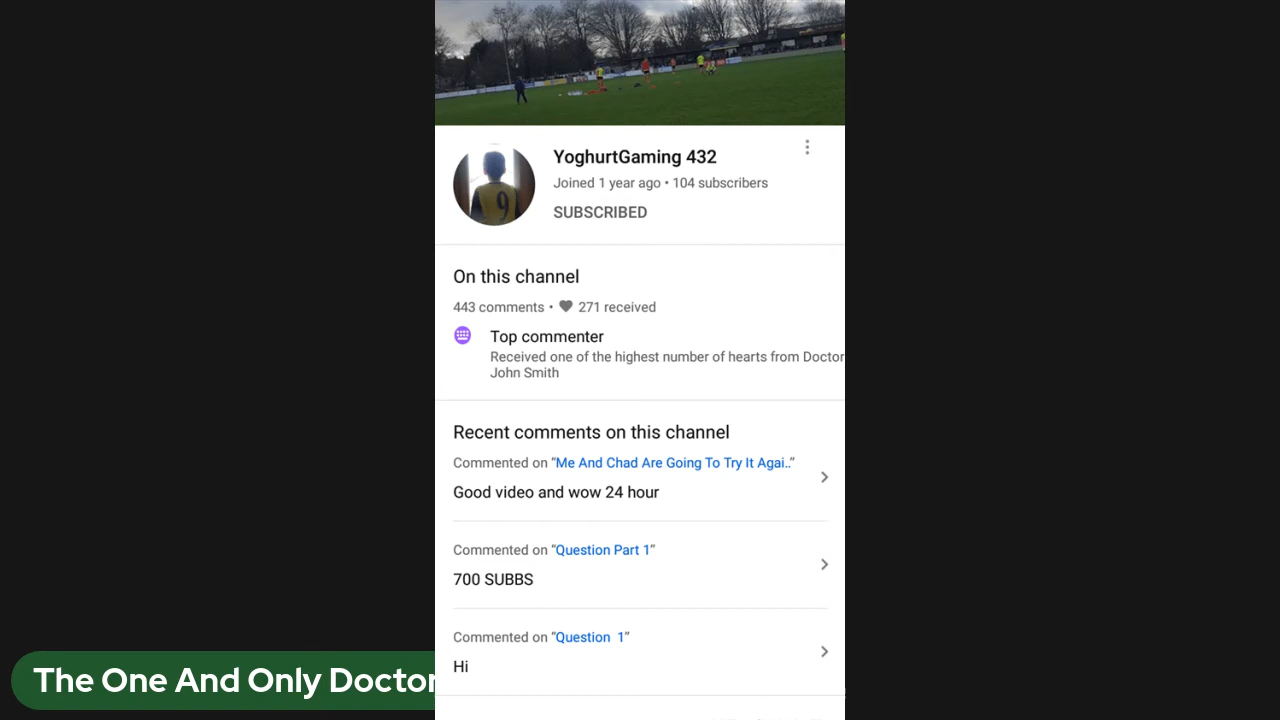 YoghurtGaming 432
Joined 1 year ago • 104 subscribers
SUBSCRIBED
On this channel
443 comments • ♥ 271 received
Top commenter
Received one of the highest number of hearts from Doctor
John Smith
Recent comments on this channel
Commented on “Me And Chad Are Going To Try It Agai..”
Good video and wow 24 hour
Commented on “Question Part 1”
700 SUBBS
Commented on “Question  1”
Hi
The One And Only Doctor